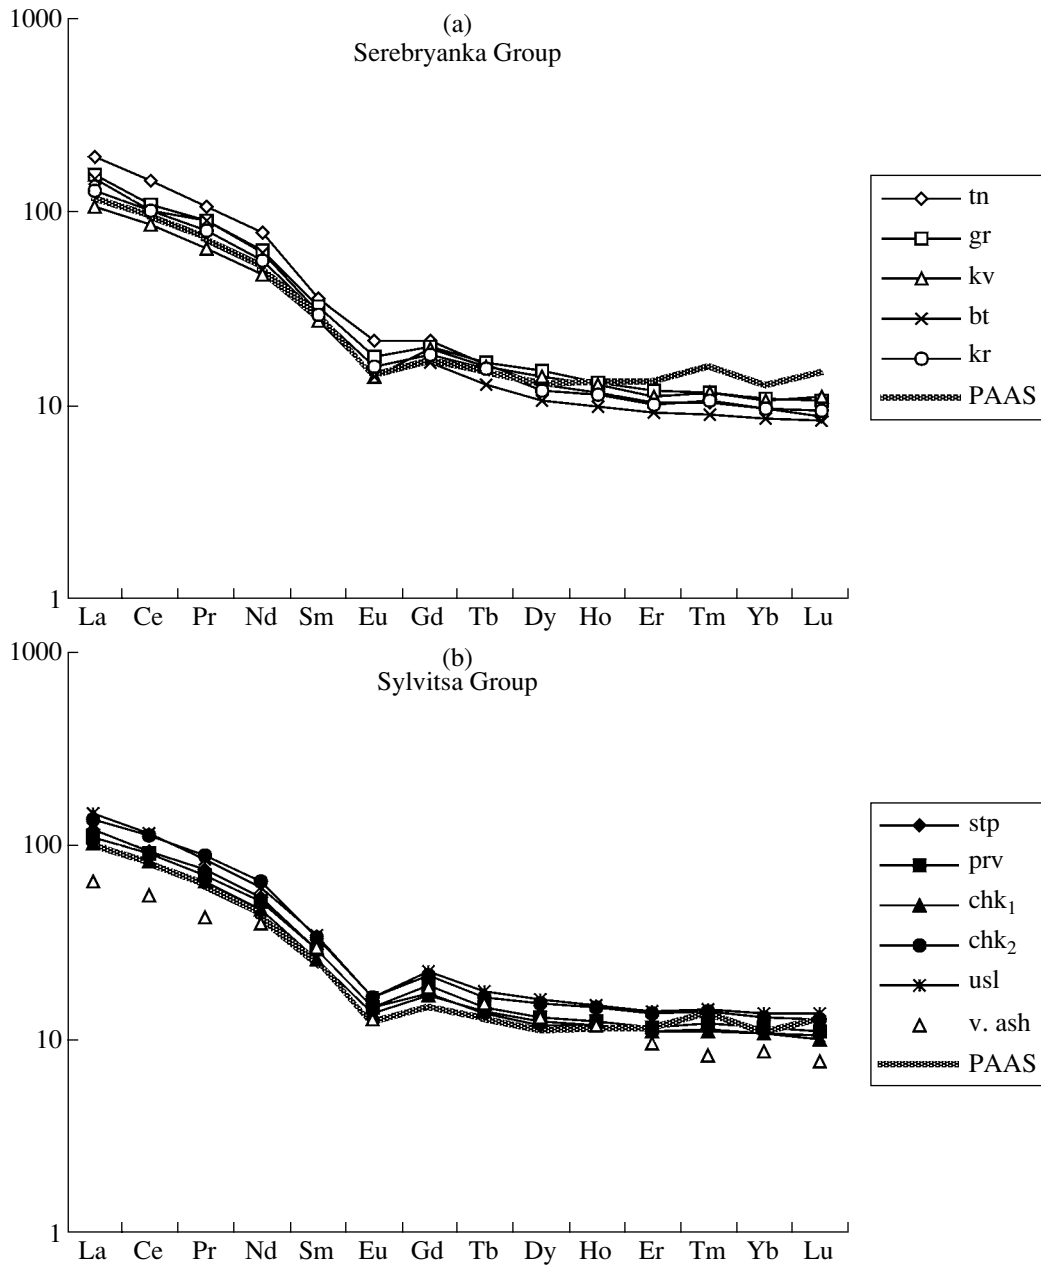 (a)
Serebryanka Group
1000
100
10
1
La Ce Pr Nd Sm Eu Gd Tb Dy Ho Er Tm Yb Lu
tn
gr
kv
bt
kr
PAAS
(b)
Sylvitsa Group
1000
100
10
1
La Ce Pr Nd Sm Eu Gd Tb Dy Ho Er Tm Yb Lu
stp
prv
chk₁
chk₂
usl
v. ash
PAAS